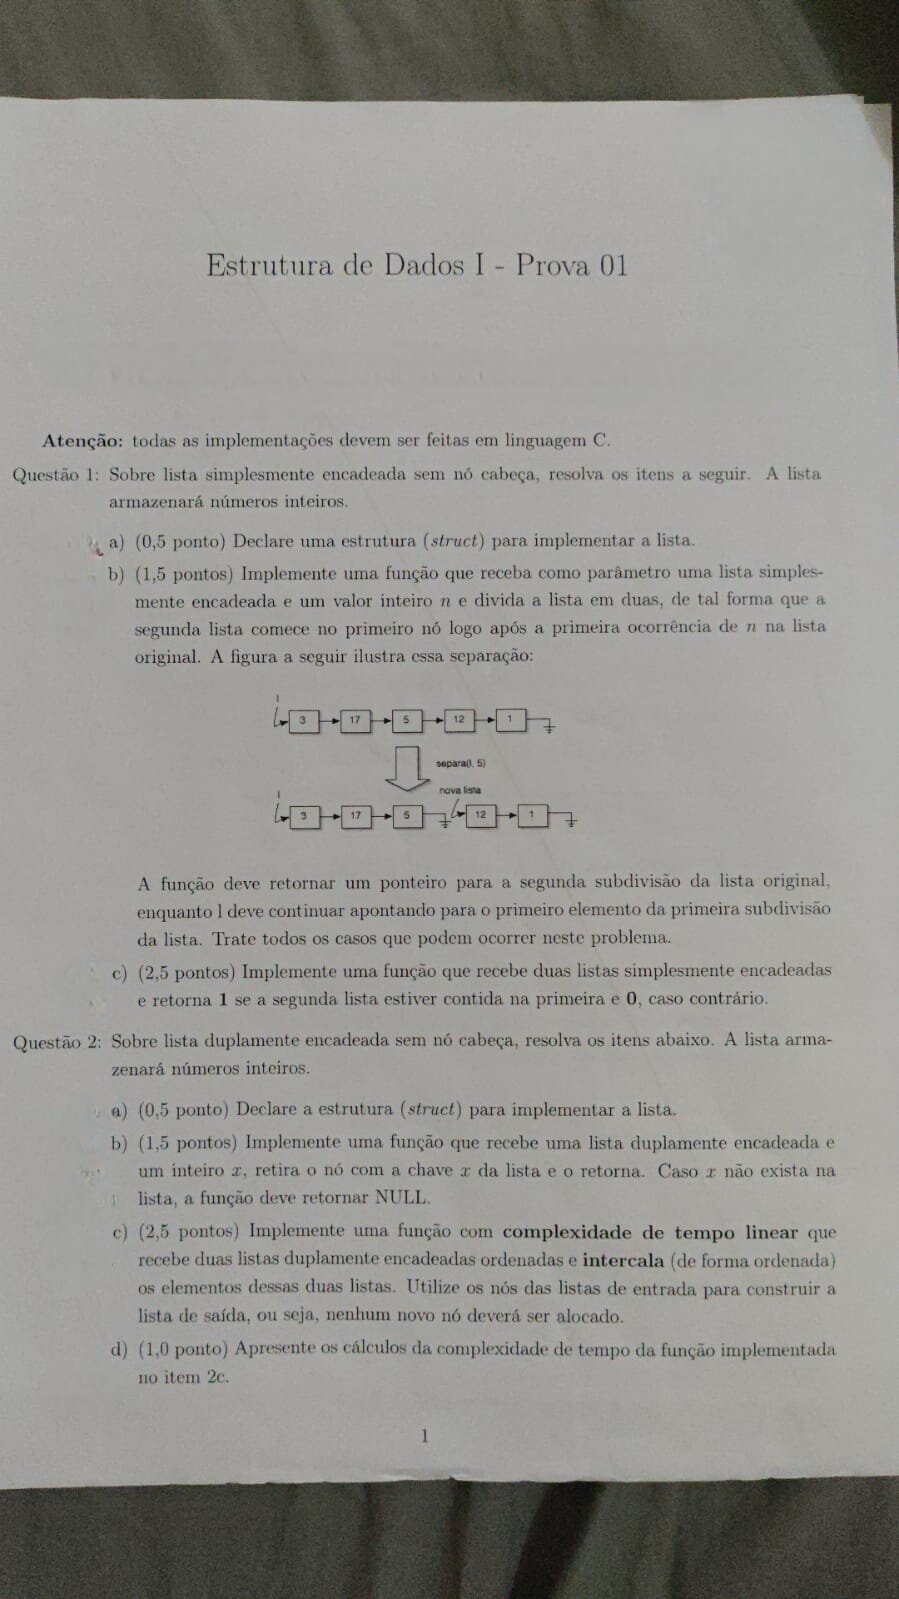 Estrutura de Dados I - Prova 01
Atenção: todas as implementações devem ser feitas em linguagem C.
Questão 1: Sobre lista simplesmente encadeada sem nó cabeça, resolva os itens a seguir. A lista
armazenará números inteiros.
a) (0,5 ponto) Declare uma estrutura (struct) para implementar a lista.
b) (1,5 pontos) Implemente uma função que receba como parâmetro uma lista simples-
mente encadeada e um valor inteiro n e divida a lista em duas, de tal forma que a
segunda lista comece no primeiro nó logo após a primeira ocorrência de n na lista
original. A figura a seguir ilustra essa separação:
l
3 17 5 12 1
separa(l, 5)
l nova lista
3 17 5 12 1
A função deve retornar um ponteiro para a segunda subdivisão da lista original,
enquanto l deve continuar apontando para o primeiro elemento da primeira subdivisão
da lista. Trate todos os casos que podem ocorrer neste problema.
c) (2,5 pontos) Implemente uma função que recebe duas listas simplesmente encadeadas
e retorna 1 se a segunda lista estiver contida na primeira e 0, caso contrário.
Questão 2: Sobre lista duplamente encadeada sem nó cabeça, resolva os itens abaixo. A lista arma-
zenará números inteiros.
a) (0,5 ponto) Declare a estrutura (struct) para implementar a lista.
b) (1,5 pontos) Implemente uma função que recebe uma lista duplamente encadeada e
um inteiro x, retira o nó com a chave x da lista e o retorna. Caso x não exista na
lista, a função deve retornar NULL.
c) (2,5 pontos) Implemente uma função com complexidade de tempo linear que
recebe duas listas duplamente encadeadas ordenadas e intercala (de forma ordenada)
os elementos dessas duas listas. Utilize os nós das listas de entrada para construir a
lista de saída, ou seja, nenhum novo nó deverá ser alocado.
d) (1,0 ponto) Apresente os cálculos da complexidade de tempo da função implementada
no item 2c.
1